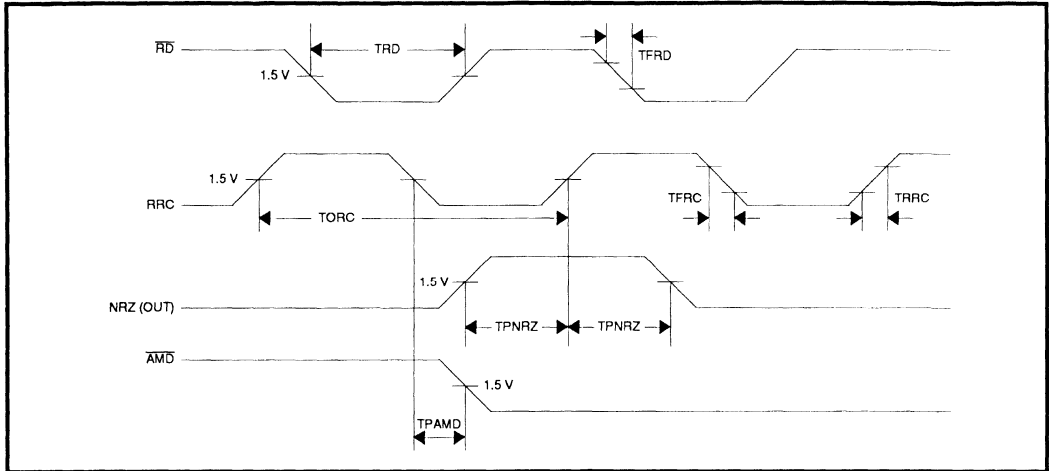 RD
TRD
TFRD
1.5 V
1.5 V
RRC
TORC
TFRC
TRRC
1.5 V
NRZ (OUT)
TPNRZ
TPNRZ
AMD
1.5 V
TPAMD